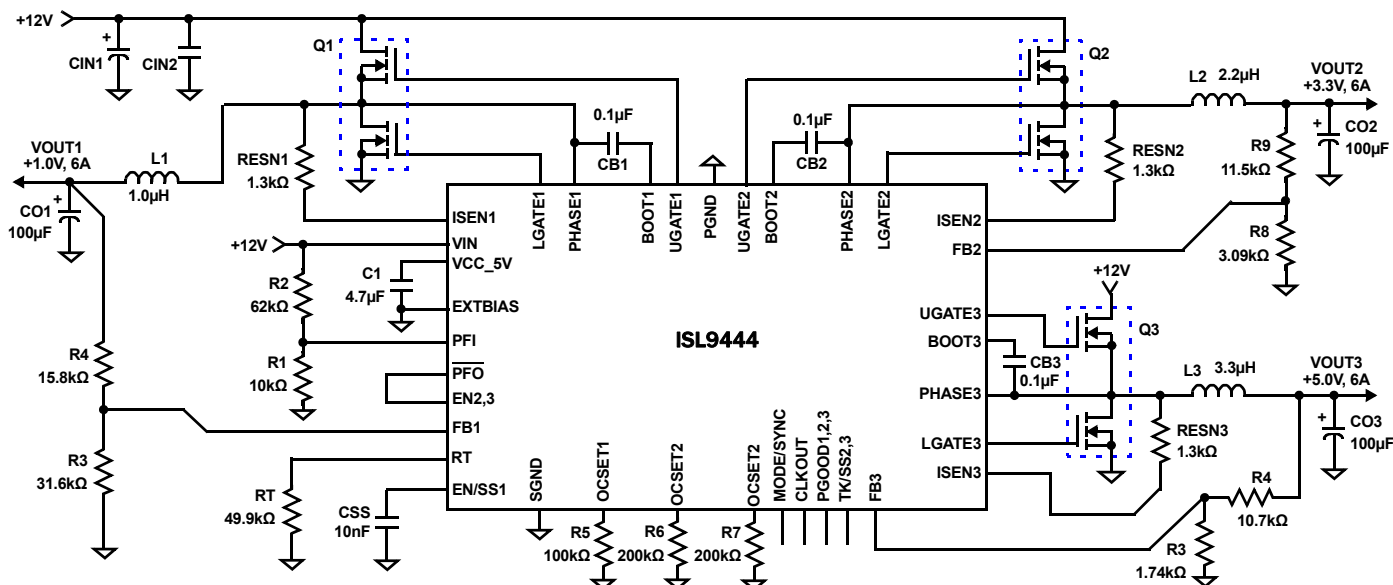 +12V
CIN1
CIN2
Q1
Q2
L2
2.2µH
VOUT2
+3.3V, 6A
CO2
100µF
R9
11.5kΩ
R8
3.09kΩ
VOUT1
+1.0V, 6A
L1
1.0µH
CO1
100µF
RESN1
1.3kΩ
0.1µF
CB1
0.1µF
CB2
RESN2
1.3kΩ
LGATE1
PHASE1
BOOT1
UGATE1
PGND
UGATE2
BOOT2
PHASE2
LGATE2
ISEN1
VIN
VCC_5V
EXTBIAS
PFI
PFO
EN2,3
FB1
RT
EN/SS1
ISEN2
FB2
UGATE3
BOOT3
PHASE3
LGATE3
ISEN3
ISL9444
+12V
C1
4.7µF
R2
62kΩ
R1
10kΩ
R4
15.8kΩ
R3
31.6kΩ
RT
49.9kΩ
CSS
10nF
SGND
OCSET1
OCSET2
OCSET2
MODE/SYNC
CLKOUT
PGOOD1,2,3
TK/SS2,3
FB3
R5
100kΩ
R6
200kΩ
R7
200kΩ
+12V
Q3
CB3
0.1µF
L3
3.3µH
VOUT3
+5.0V, 6A
CO3
100µF
RESN3
1.3kΩ
R4
10.7kΩ
R3
1.74kΩ